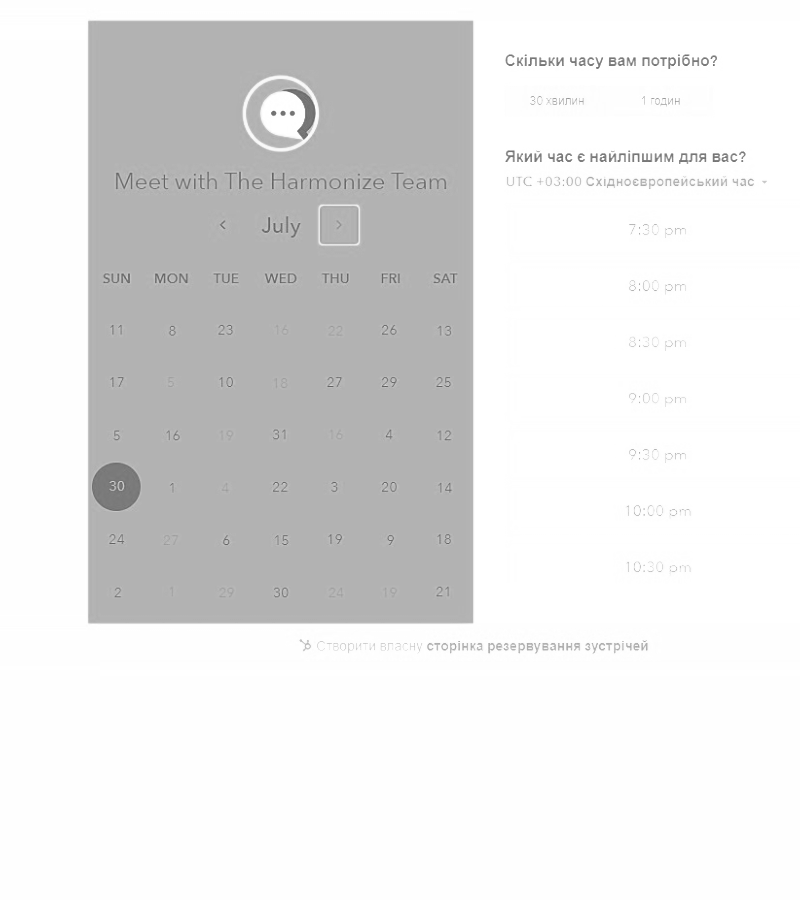 Meet with The Harmonize Team
July
SUN MON TUE WED THU FRI SAT
11 8 23 16 22 26 13
17 5 10 18 27 29 25
5 16 19 31 16 4 12
30 1 4 22 3 20 14
24 27 6 15 19 9 18
2 1 29 30 24 19 21
Скільки часу вам потрібно?
30 хвилин 1 годин
Який час є найліпшим для вас?
UTC +03:00 Східноєвропейський час
7:30 pm
8:00 pm
8:30 pm
9:00 pm
9:30 pm
10:00 pm
10:30 pm
Створити власну сторінка резервування зустрічей